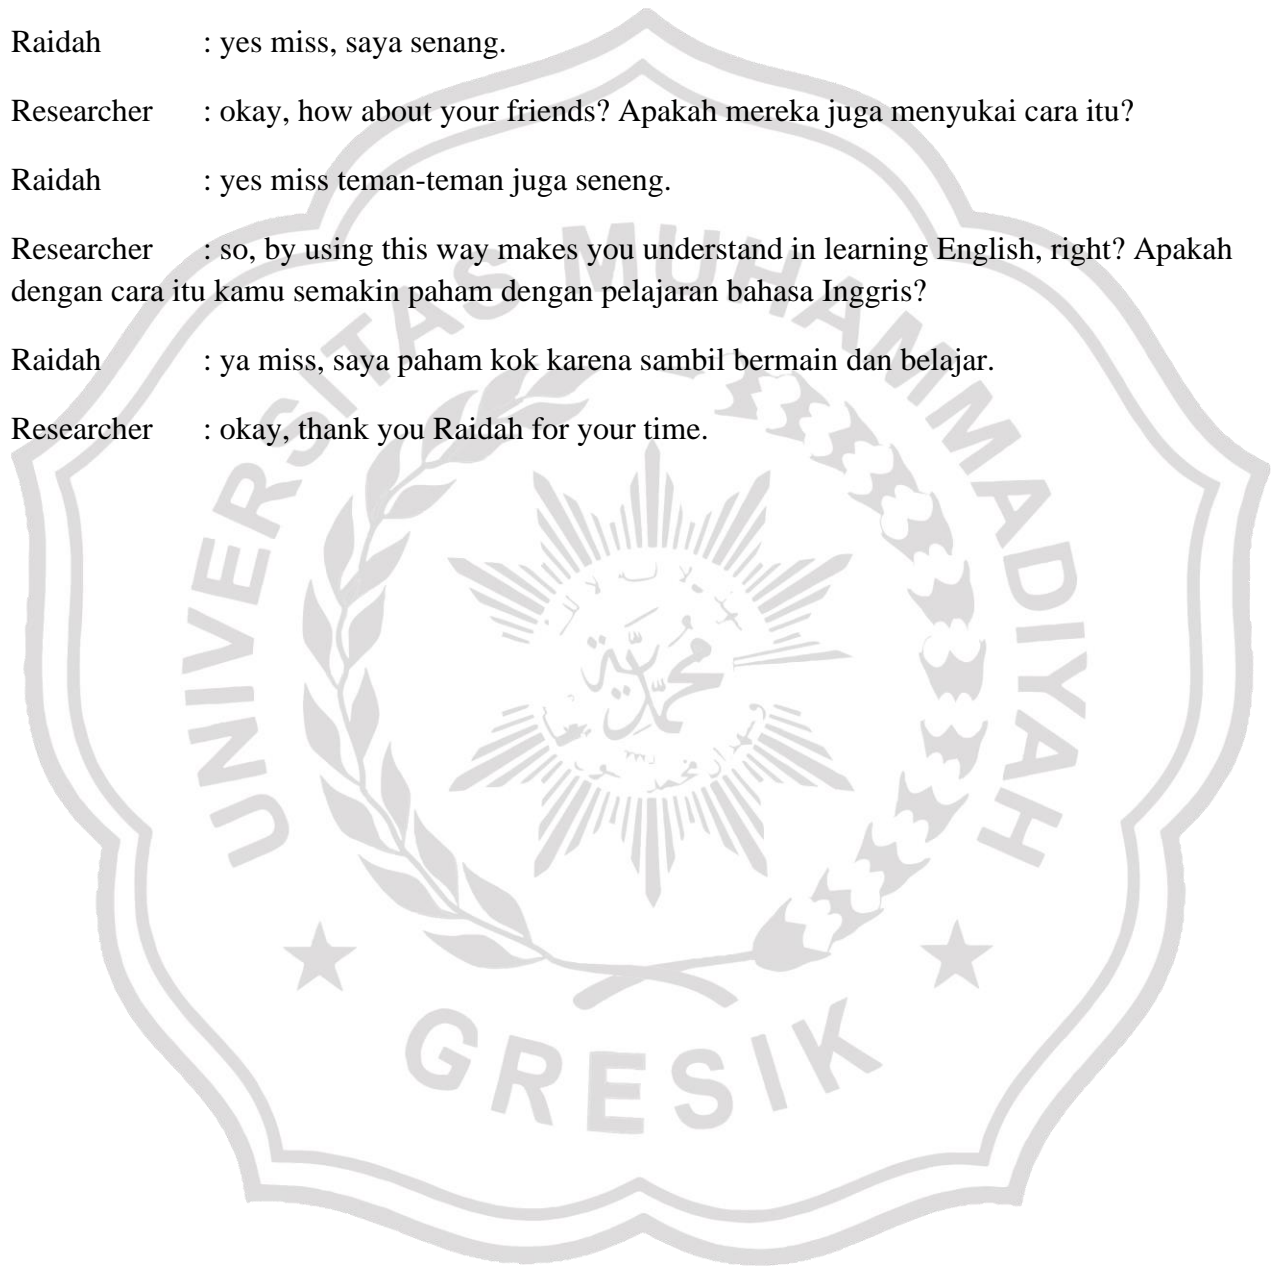 Raidah : yes miss, saya senang.
Researcher : okay, how about your friends? Apakah mereka juga menyukai cara itu?
Raidah : yes miss teman-teman juga seneng.
Researcher : so, by using this way makes you understand in learning English, right? Apakah
dengan cara itu kamu semakin paham dengan pelajaran bahasa Inggris?
Raidah : ya miss, saya paham kok karena sambil bermain dan belajar.
Researcher : okay, thank you Raidah for your time.
UNIVERSITAS MUHAMMADIYAH
محمدية
GRESIK